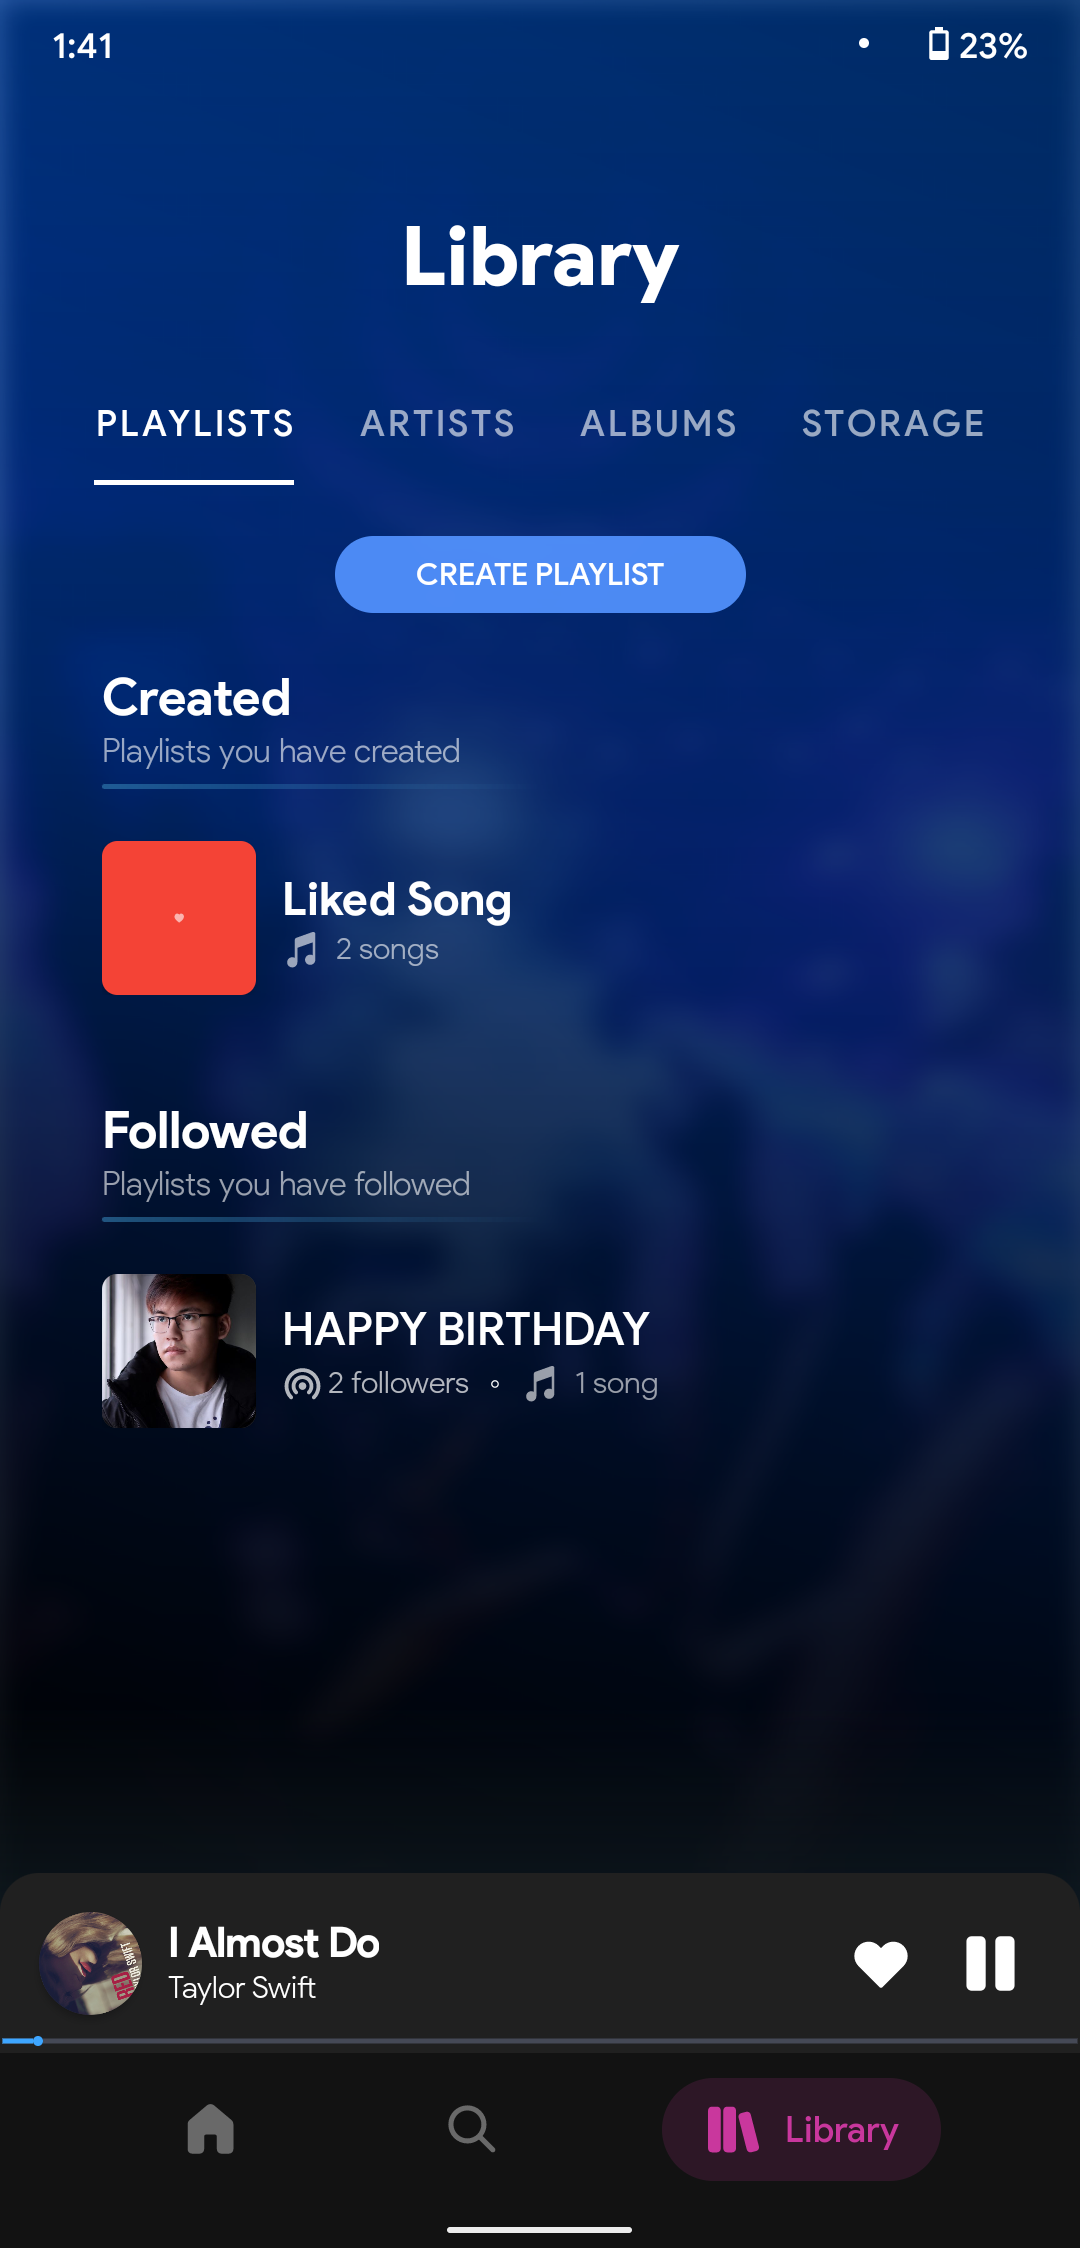 1:41
23%
Library
PLAYLISTS ARTISTS ALBUMS STORAGE
CREATE PLAYLIST
Created
Playlists you have created
Liked Song
2 songs
Followed
Playlists you have followed
HAPPY BIRTHDAY
2 followers 1 song
I Almost Do
Taylor Swift
RED
Library